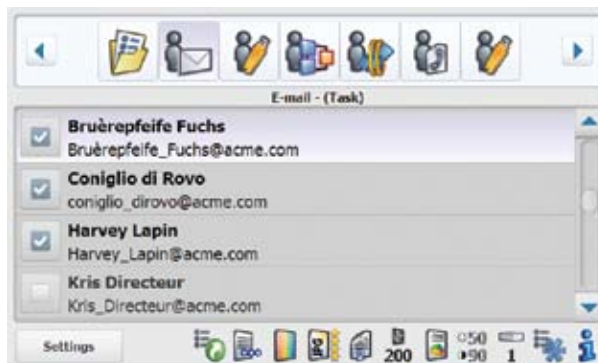 E-mail - (Task)
Bruèrepfeife Fuchs
Bruèrepfeife_Fuchs@acme.com
Coniglio di Rovo
coniglio_dirovo@acme.com
Harvey Lapin
Harvey_Lapin@acme.com
Kris Directeur
Kris_Directeur@acme.com
Settings
200
50
90
1